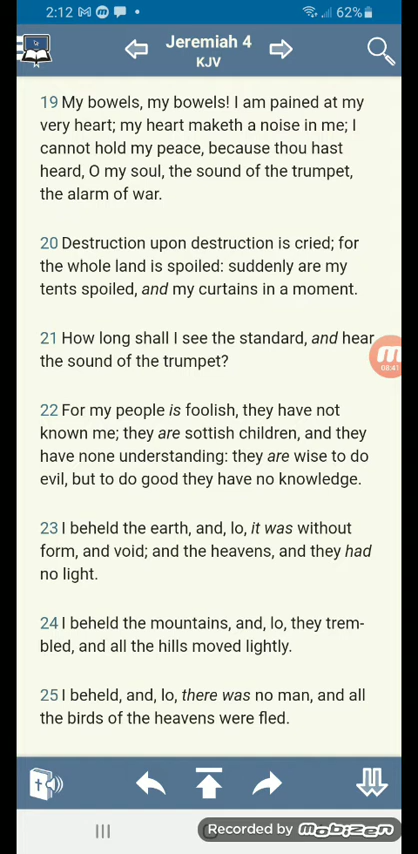 2:12 62%
Jeremiah 4
KJV
19 My bowels, my bowels! I am pained at my
very heart; my heart maketh a noise in me; I
cannot hold my peace, because thou hast
heard, O my soul, the sound of the trumpet,
the alarm of war.
20 Destruction upon destruction is cried; for
the whole land is spoiled: suddenly are my
tents spoiled, and my curtains in a moment.
21 How long shall I see the standard, and hear
the sound of the trumpet?
08:41
22 For my people is foolish, they have not
known me; they are sottish children, and they
have none understanding: they are wise to do
evil, but to do good they have no knowledge.
23 I beheld the earth, and, lo, it was without
form, and void; and the heavens, and they had
no light.
24 I beheld the mountains, and, lo, they trem-
bled, and all the hills moved lightly.
25 I beheld, and, lo, there was no man, and all
the birds of the heavens were fled.
Recorded by mobizen